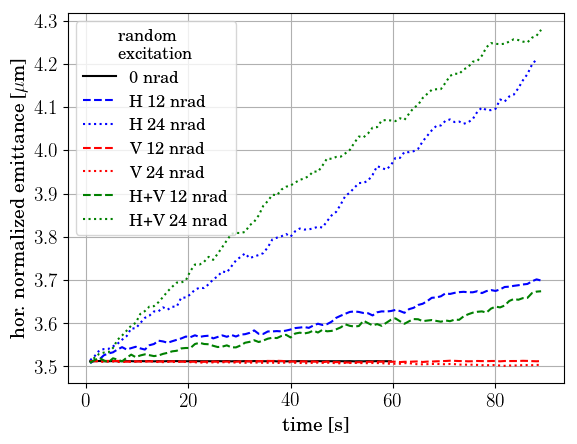 4.3
4.2
4.1
4.0
3.9
3.8
3.7
3.6
3.5
hor. normalized emittance [μm]
random
excitation
0 nrad
H 12 nrad
H 24 nrad
V 12 nrad
V 24 nrad
H+V 12 nrad
H+V 24 nrad
0 20 40 60 80
time [s]